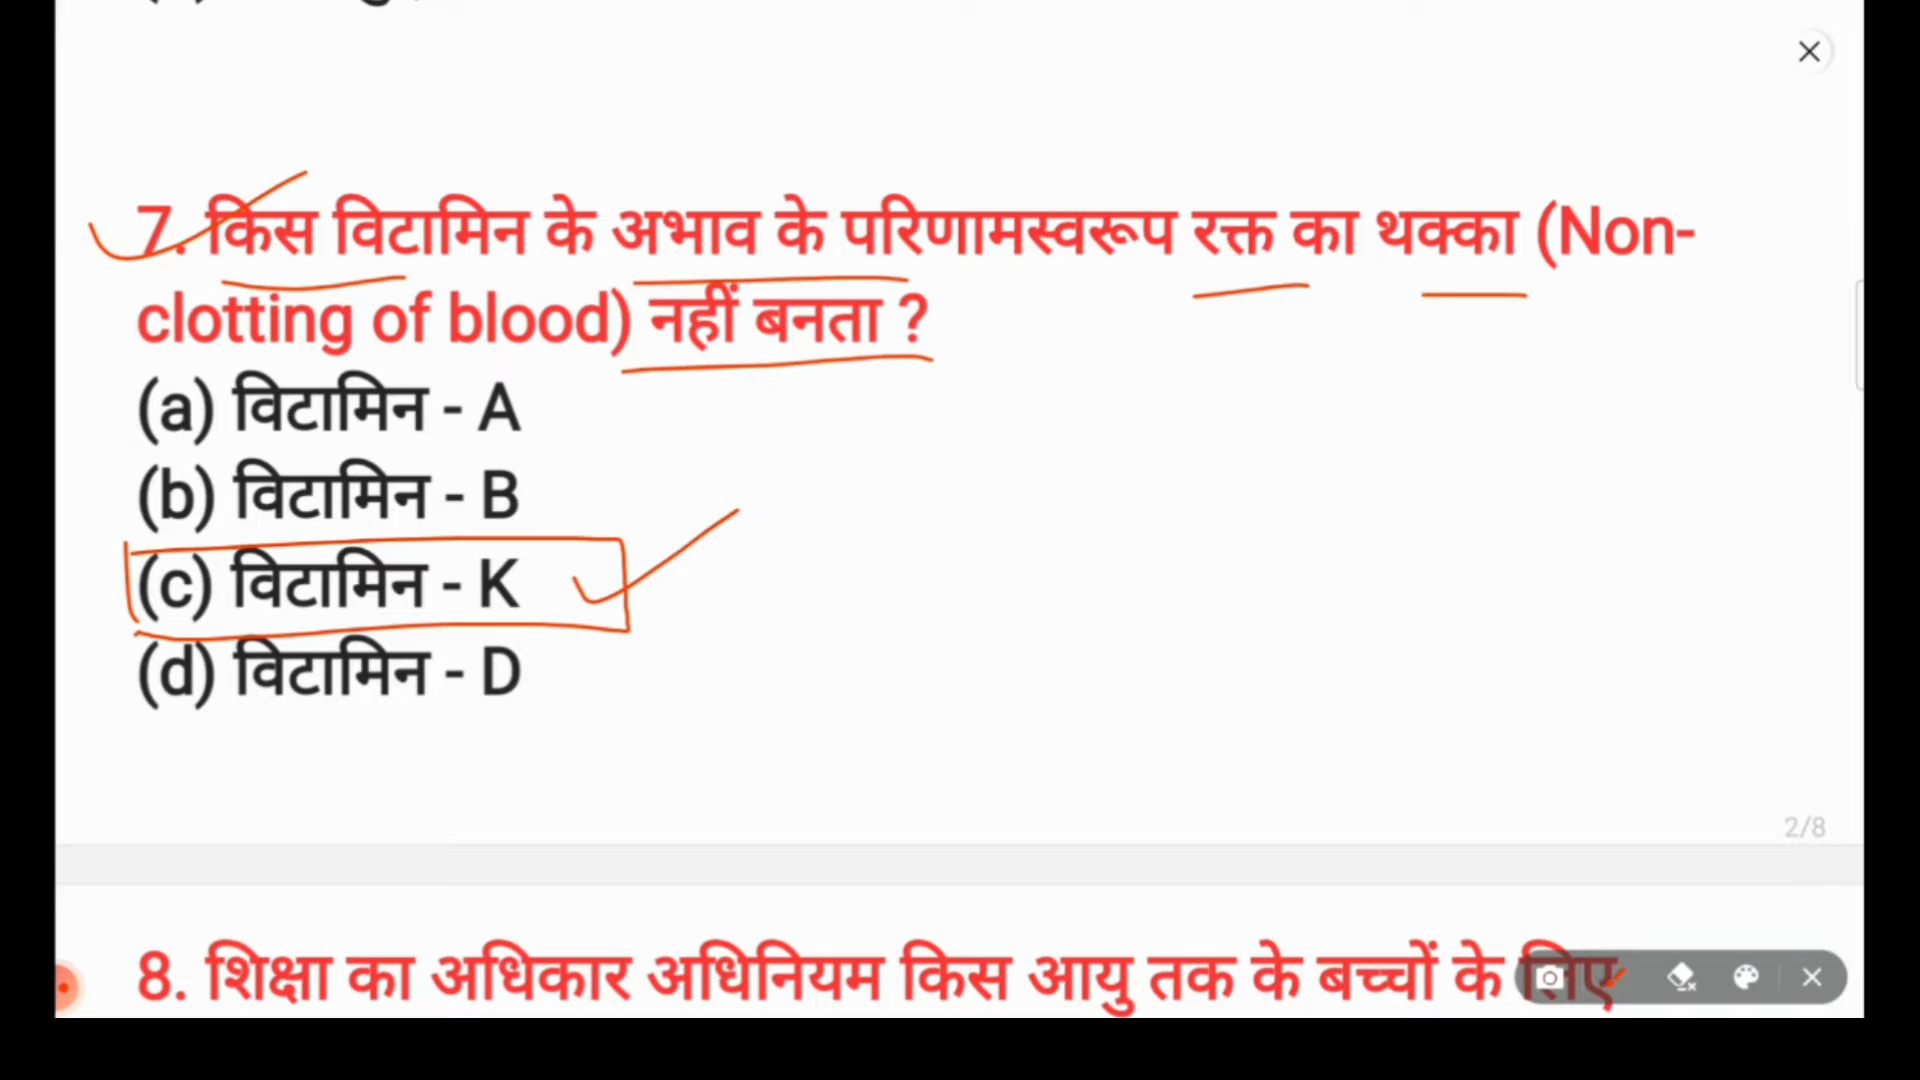 7. किस विटामिन के अभाव के परिणामस्वरूप रक्त का थक्का (Non-
clotting of blood) नहीं बनता ?
(a) विटामिन - A
(b) विटामिन - B
(c) विटामिन - K
(d) विटामिन - D
2/8
8. शिक्षा का अधिकार अधिनियम किस आयु तक के बच्चों के लिए